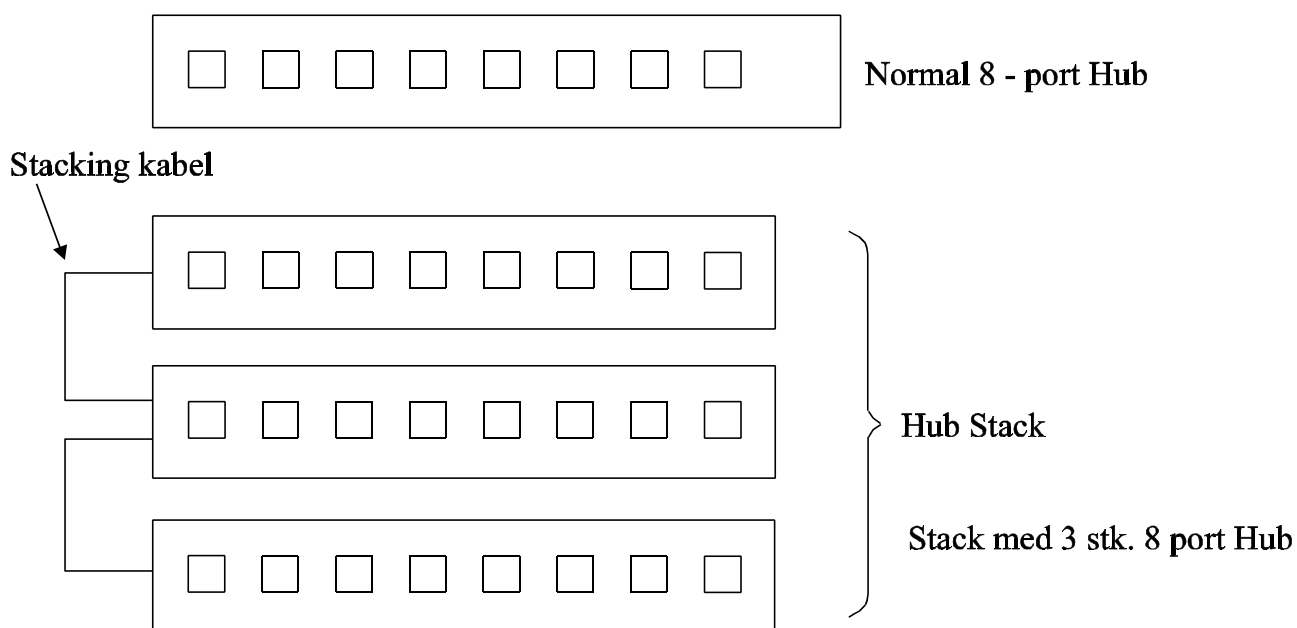 Normal 8 - port Hub
Stacking kabel
Hub Stack
Stack med 3 stk. 8 port Hub